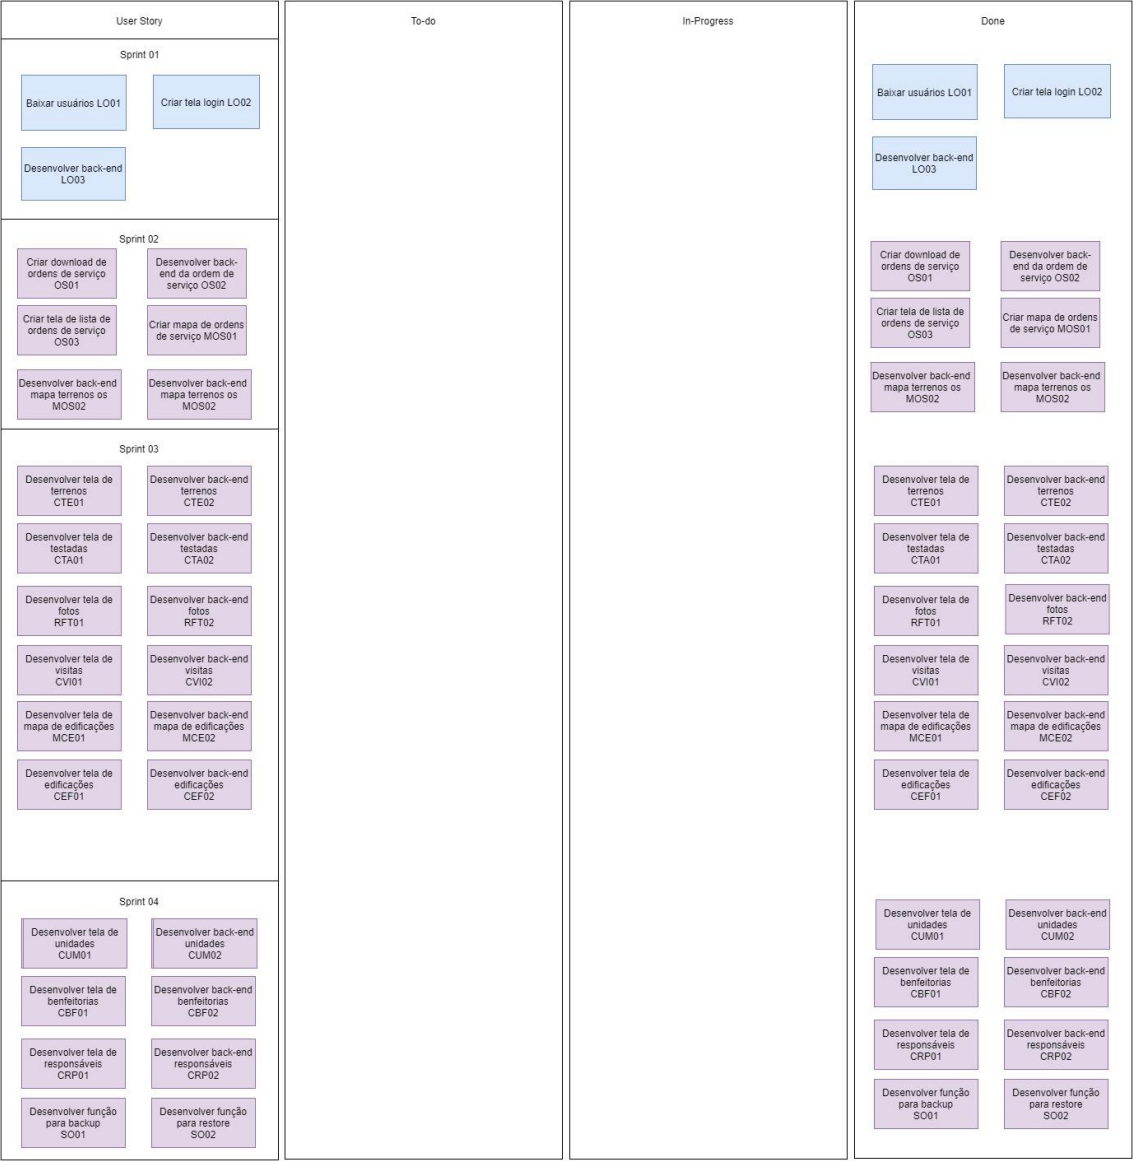 User Story
To-do
In-Progress
Done
Sprint 01
Baixar usuários LO01
Criar tela login LO02
Desenvolver back-end
LO03
Baixar usuários LO01
Criar tela login LO02
Desenvolver back-end
LO03
Sprint 02
Criar download de
ordens de serviço
OS01
Desenvolver back-
end da ordem de
serviço OS02
Criar tela de lista de
ordens de serviço
OS03
Criar mapa de ordens
de serviço MOS01
Desenvolver back-end
mapa terrenos os
MOS02
Desenvolver back-end
mapa terrenos os
MOS02
Criar download de
ordens de serviço
OS01
Desenvolver back-
end da ordem de
serviço OS02
Criar tela de lista de
ordens de serviço
OS03
Criar mapa de ordens
de serviço MOS01
Desenvolver back-end
mapa terrenos os
MOS02
Desenvolver back-end
mapa terrenos os
MOS02
Sprint 03
Desenvolver tela de
terrenos
CTE01
Desenvolver back-end
terrenos
CTE02
Desenvolver tela de
testadas
CTA01
Desenvolver back-end
testadas
CTA02
Desenvolver tela de
fotos
RFT01
Desenvolver back-end
fotos
RFT02
Desenvolver tela de
visitas
CVI01
Desenvolver back-end
visitas
CVI02
Desenvolver tela de
mapa de edificações
MCE01
Desenvolver back-end
mapa de edificações
MCE02
Desenvolver tela de
edificações
CEF01
Desenvolver back-end
edificações
CEF02
Desenvolver tela de
terrenos
CTE01
Desenvolver back-end
terrenos
CTE02
Desenvolver tela de
testadas
CTA01
Desenvolver back-end
testadas
CTA02
Desenvolver tela de
fotos
RFT01
Desenvolver back-end
fotos
RFT02
Desenvolver tela de
visitas
CVI01
Desenvolver back-end
visitas
CVI02
Desenvolver tela de
mapa de edificações
MCE01
Desenvolver back-end
mapa de edificações
MCE02
Desenvolver tela de
edificações
CEF01
Desenvolver back-end
edificações
CEF02
Sprint 04
Desenvolver tela de
unidades
CUM01
Desenvolver back-end
unidades
CUM02
Desenvolver tela de
benfeitorias
CBF01
Desenvolver back-end
benfeitorias
CBF02
Desenvolver tela de
responsáveis
CRP01
Desenvolver back-end
responsáveis
CRP02
Desenvolver função
para backup
SO01
Desenvolver função
para restore
SO02
Desenvolver tela de
unidades
CUM01
Desenvolver back-end
unidades
CUM02
Desenvolver tela de
benfeitorias
CBF01
Desenvolver back-end
benfeitorias
CBF02
Desenvolver tela de
responsáveis
CRP01
Desenvolver back-end
responsáveis
CRP02
Desenvolver função
para backup
SO01
Desenvolver função
para restore
SO02